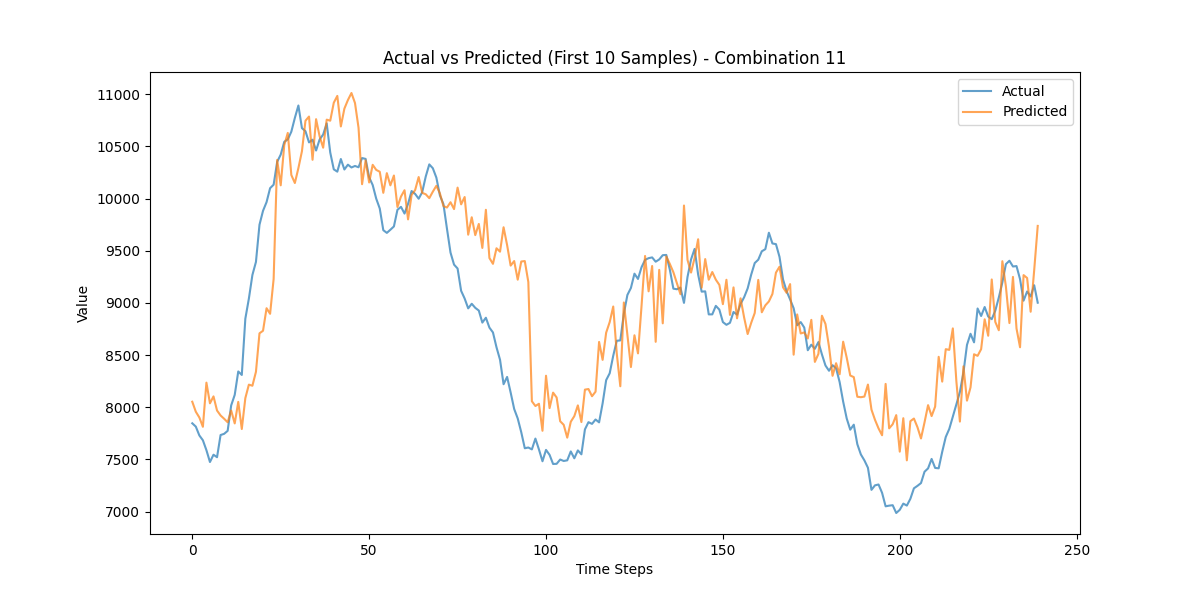 Actual vs Predicted (First 10 Samples) - Combination 11
Actual
Predicted
11000
10500
10000
9500
9000
8500
8000
7500
7000
Value
0 50 100 150 200 250
Time Steps